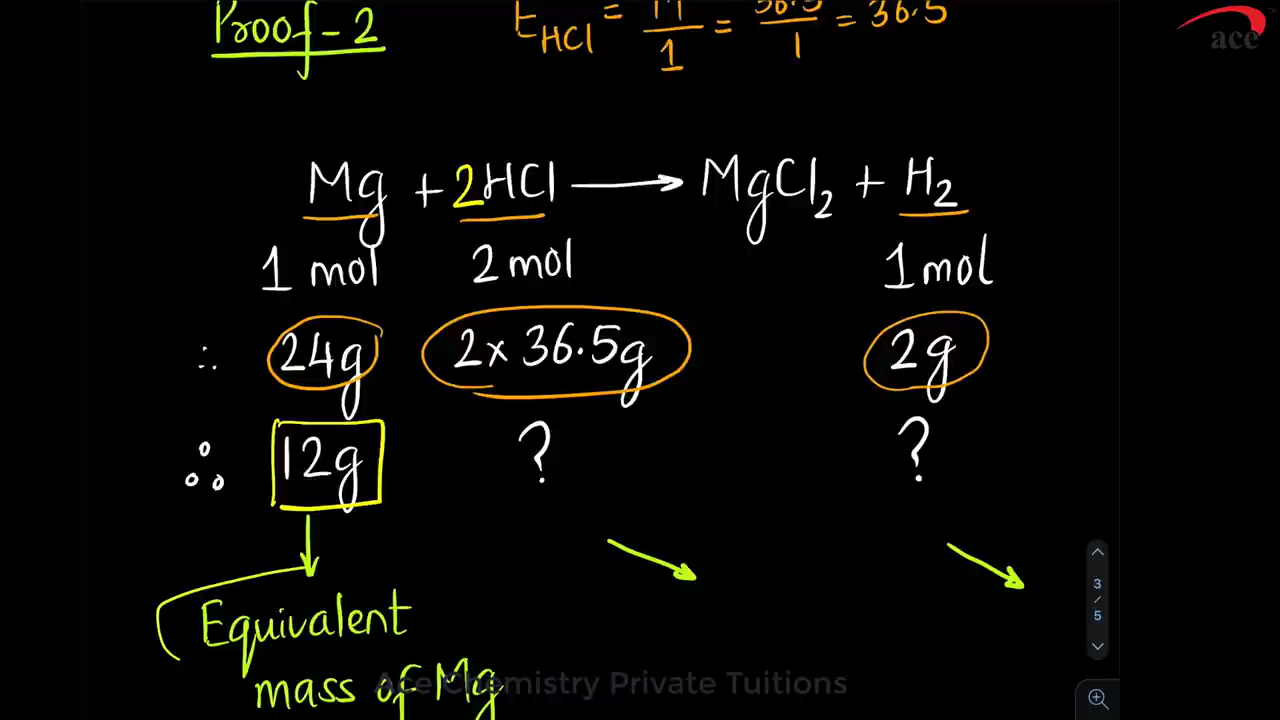 Proof-2
E HCl = M/1 = 36.5/1 = 36.5
ace
Mg + 2HCl ⟶ MgCl₂ + H₂
1 mol 2 mol 1 mol
∴ 24g 2 × 36.5g 2g
∴ 12g ? ?
3
/
5
Equivalent
mass of Mg
Ace Chemistry Private Tuitions